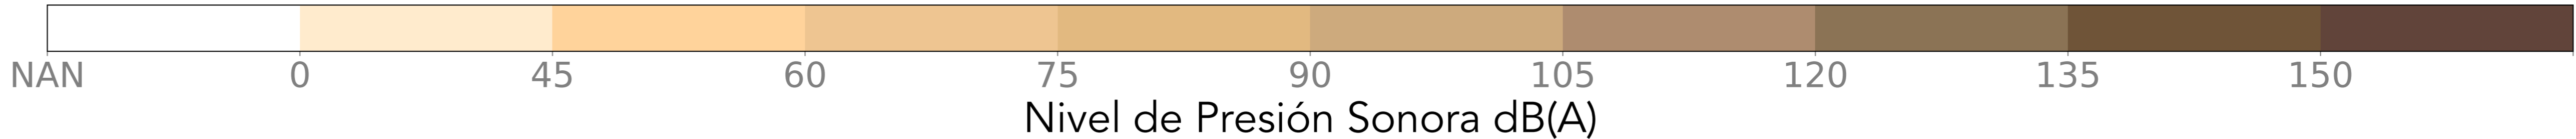 NAN 0 45 60 75 90 105 120 135 150
Nivel de Presión Sonora dB(A)